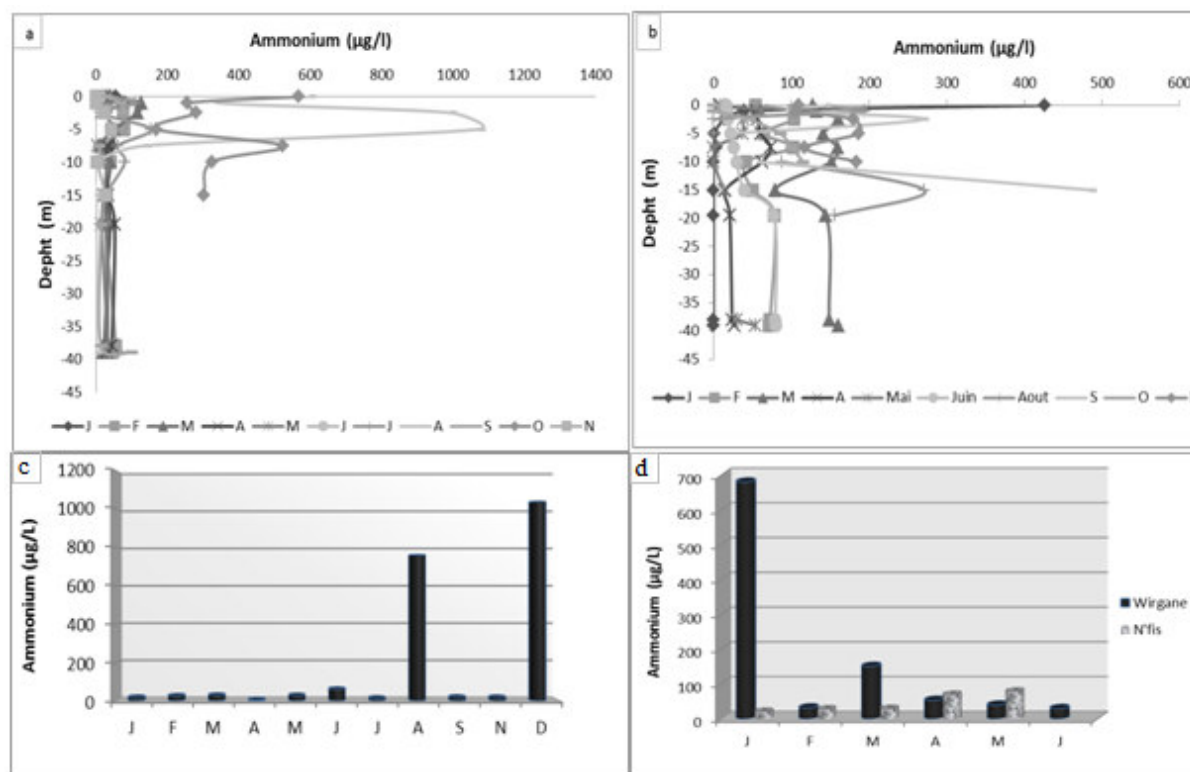 a
Ammonium (µg/l)
0 200 400 600 800 1000 1200 1400
Depht (m)
0
-5
-10
-15
-20
-25
-30
-35
-40
-45
J F M A M J J A S O N
b
Ammonium (µg/l)
0 100 200 300 400 500 600
Depht (m)
0
-5
-10
-15
-20
-25
-30
-35
-40
-45
J F M A Mai Juin Aout S O
c
Ammonium (µg/L)
1200
1000
800
600
400
200
0
J F M A M J J A S N D
d
Ammonium (µg/L)
700
600
500
400
300
200
100
0
J F M A M J
Wirgane
N'fis